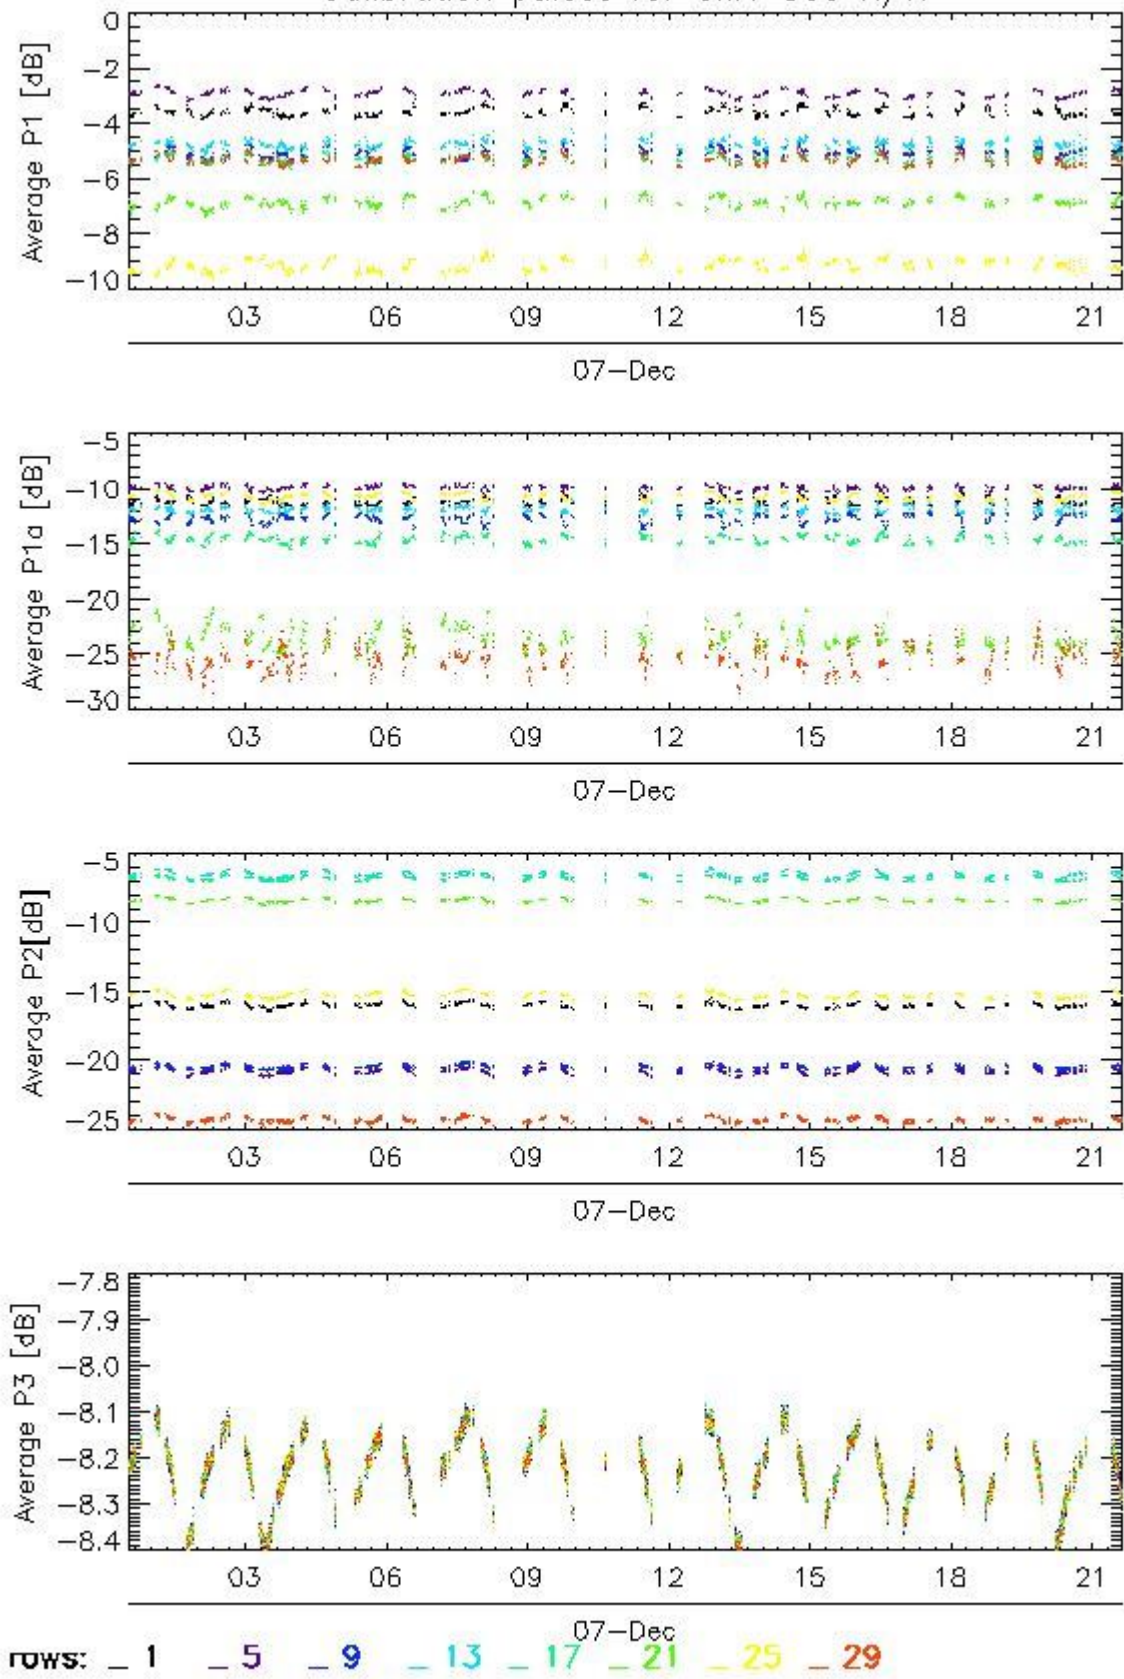 0
−2
−4
−6
−8
−10
Average P1 [dB]
03 06 09 12 15 18 21
07−Dec
−5
−10
−15
−20
−25
−30
Average P1a [dB]
03 06 09 12 15 18 21
07−Dec
−5
−10
−15
−20
−25
Average P2[dB]
03 06 09 12 15 18 21
07−Dec
−7.8
−7.9
−8.0
−8.1
−8.2
−8.3
−8.4
Average P3 [dB]
03 06 09 12 15 18 21
07−Dec
rows: _ 1 _ 5 _ 9 _ 13 _ 17 _ 21 _ 25 _ 29